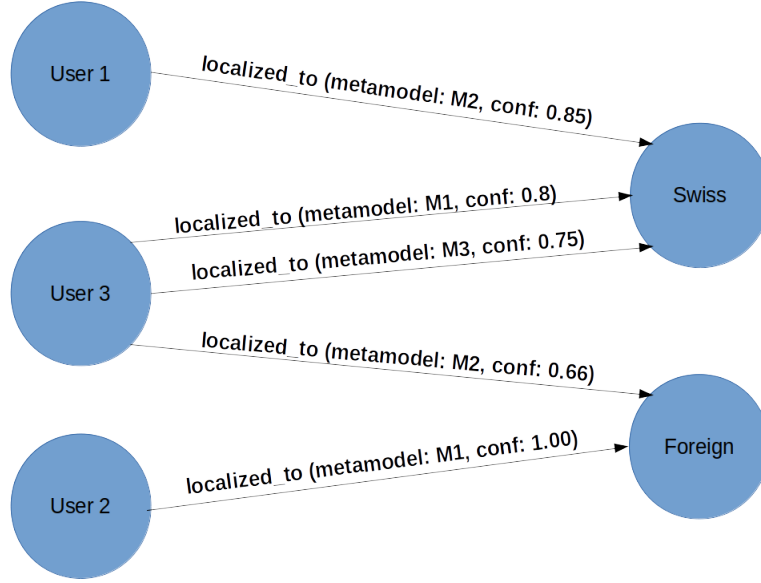 User 1
localized_to (metamodel: M2, conf: 0.85)
Swiss
localized_to (metamodel: M1, conf: 0.8)
localized_to (metamodel: M3, conf: 0.75)
User 3
localized_to (metamodel: M2, conf: 0.66)
Foreign
localized_to (metamodel: M1, conf: 1.00)
User 2